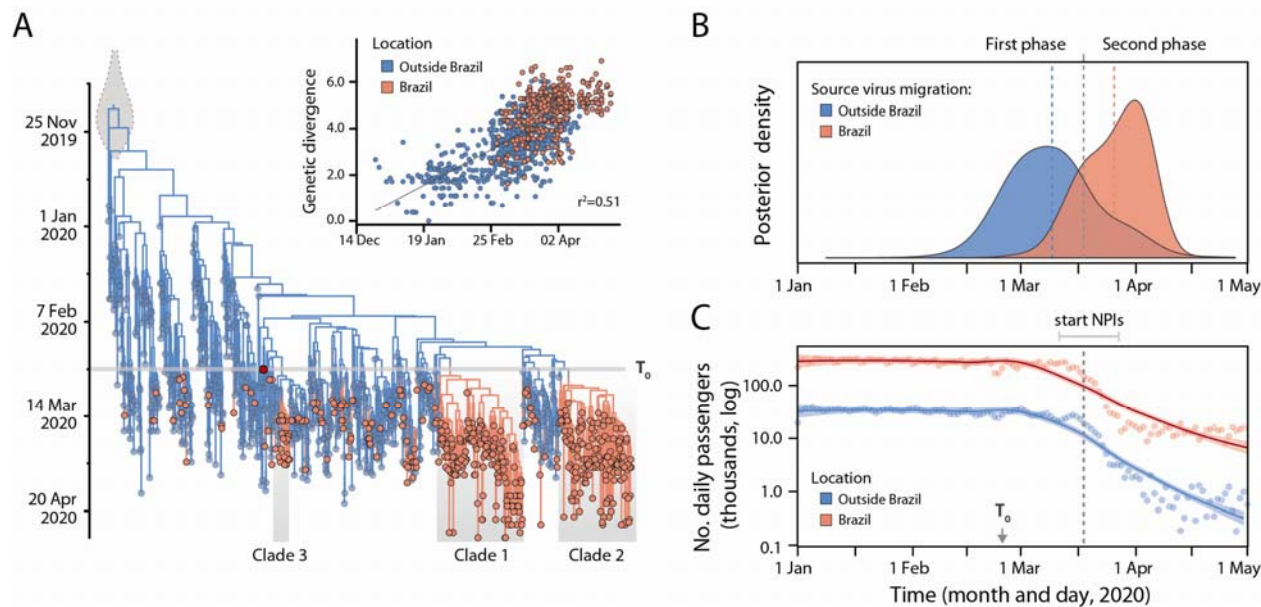 A
Location
Outside Brazil
Brazil
Genetic divergence
6.0
4.0
2.0
0.0
r²=0.51
14 Dec
19 Jan
25 Feb
02 Apr
25 Nov
2019
1 Jan
2020
7 Feb
2020
14 Mar
2020
20 Apr
2020
T₀
Clade 3
Clade 1
Clade 2
B
First phase
Second phase
Source virus migration:
Outside Brazil
Brazil
Posterior density
1 Jan
1 Feb
1 Mar
1 Apr
1 May
C
start NPIs
No. daily passengers
(thousands, log)
100.0
10.0
1.0
0.1
Location
Outside Brazil
Brazil
T₀
1 Jan
1 Feb
1 Mar
1 Apr
1 May
Time (month and day, 2020)